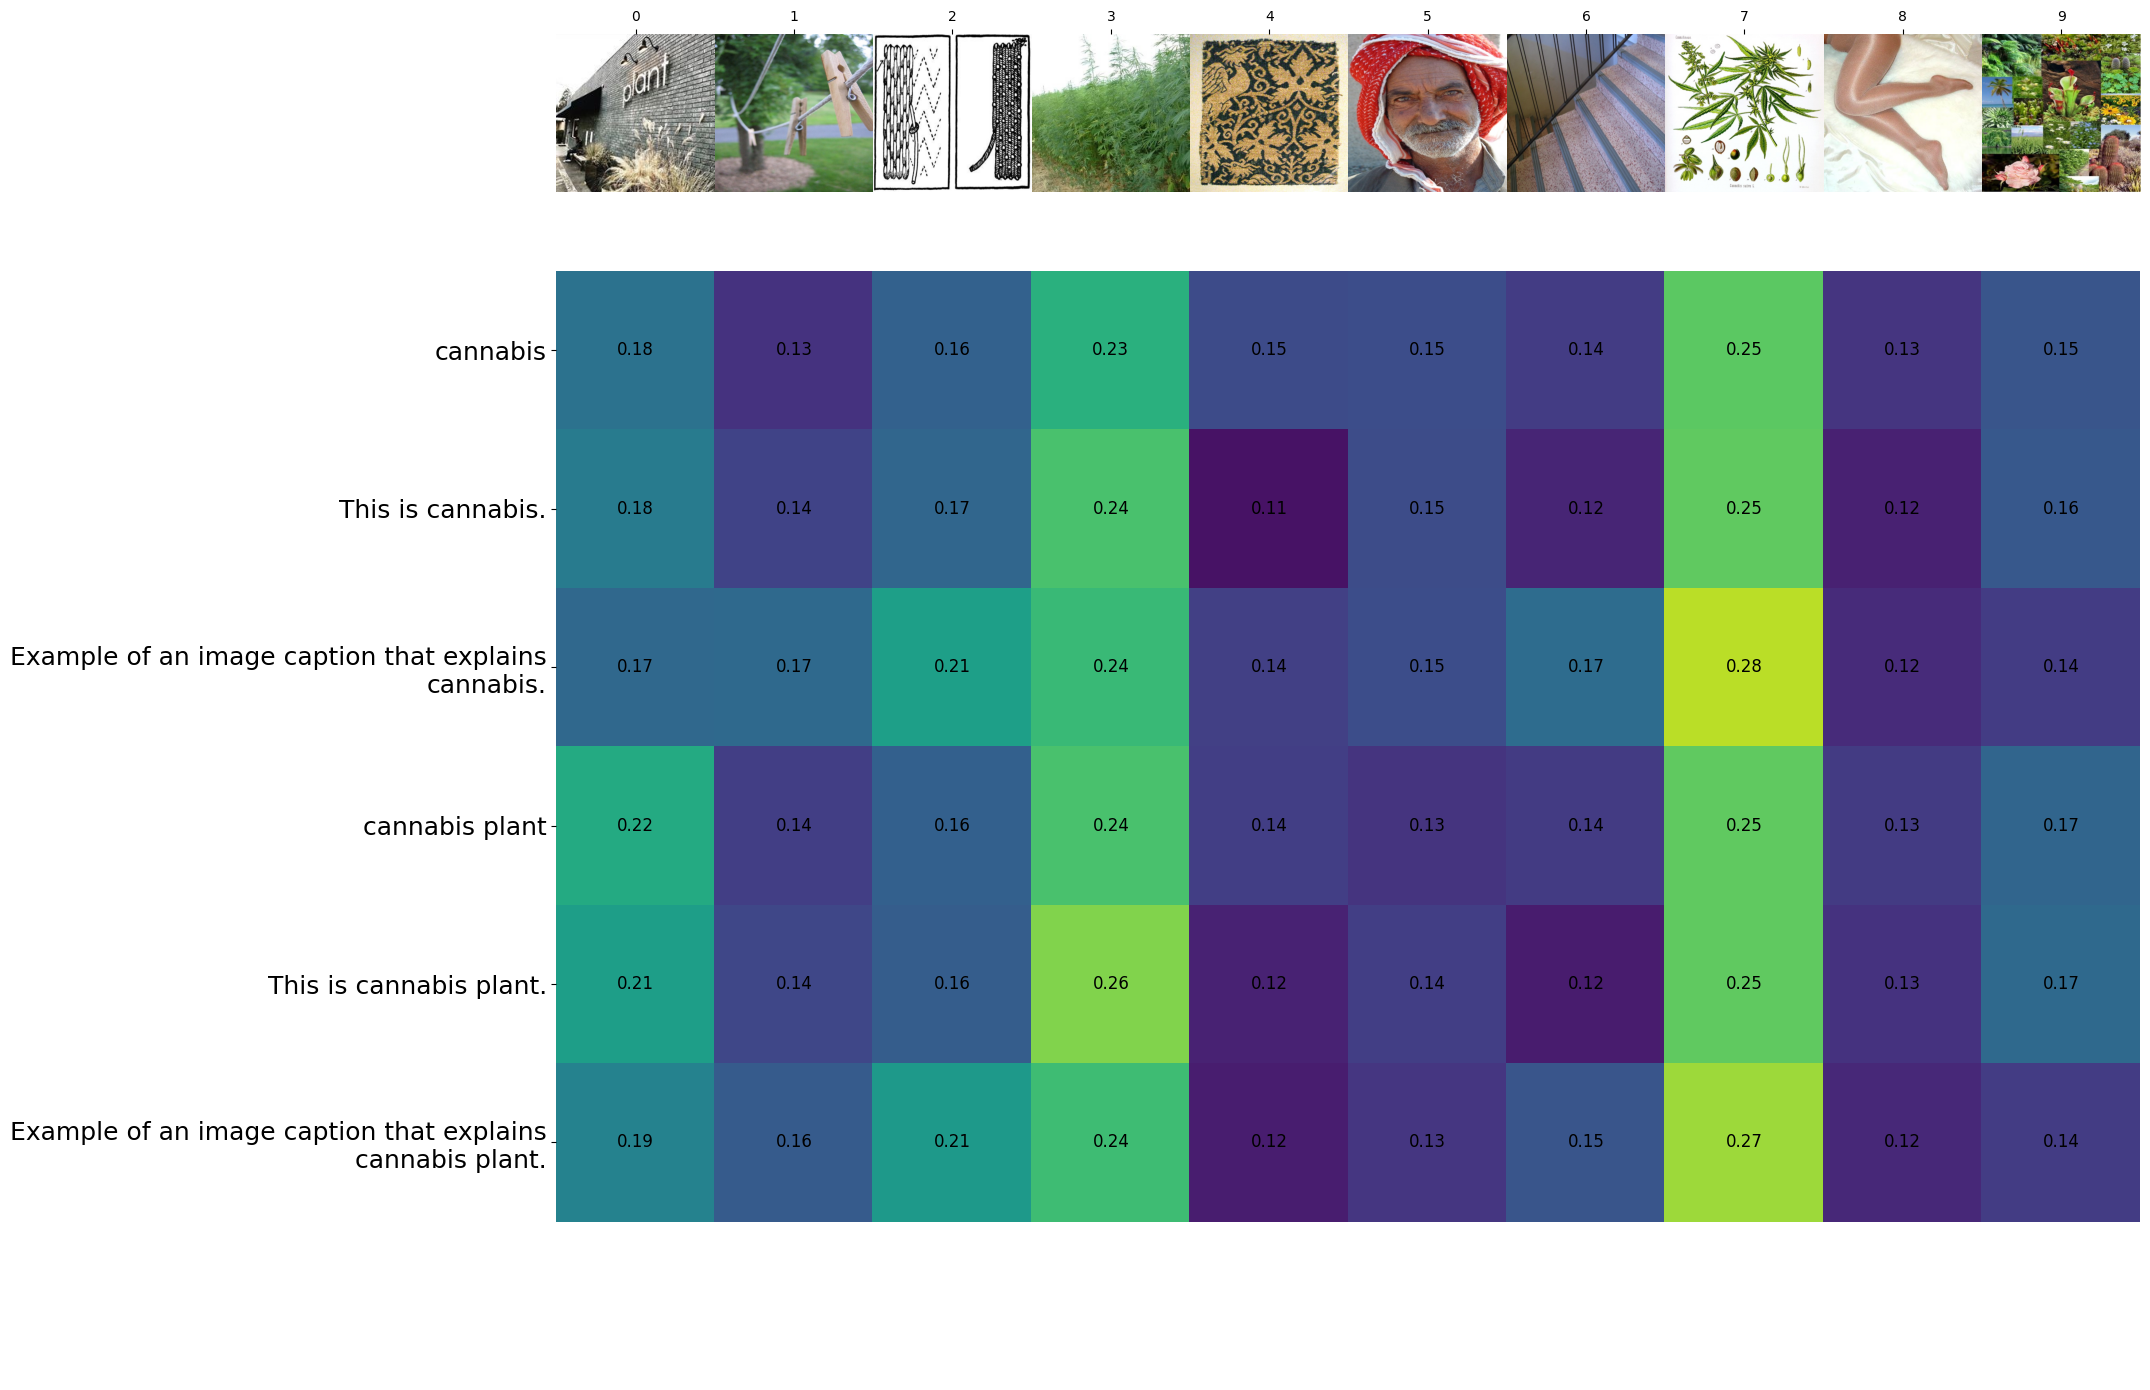 0 1 2 3 4 5 6 7 8 9
plant
cannabis 0.18 0.13 0.16 0.23 0.15 0.15 0.14 0.25 0.13 0.15
This is cannabis. 0.18 0.14 0.17 0.24 0.11 0.15 0.12 0.25 0.12 0.16
Example of an image caption that explains
cannabis. 0.17 0.17 0.21 0.24 0.14 0.15 0.17 0.28 0.12 0.14
cannabis plant 0.22 0.14 0.16 0.24 0.14 0.13 0.14 0.25 0.13 0.17
This is cannabis plant. 0.21 0.14 0.16 0.26 0.12 0.14 0.12 0.25 0.13 0.17
Example of an image caption that explains
cannabis plant. 0.19 0.16 0.21 0.24 0.12 0.13 0.15 0.27 0.12 0.14